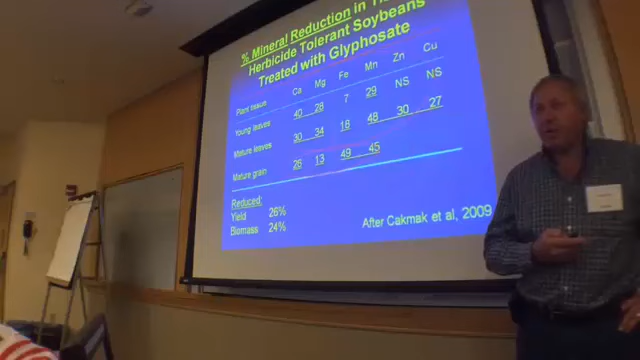 % Mineral Reduction in
Herbicide Tolerant Soybeans
Treated with Glyphosate
Plant tissue Ca Mg Fe Mn Zn Cu
Young leaves 40 28 7 29 NS NS
Mature leaves 30 34 18 48 30 27
Mature grain 26 13 49 45
Reduced:
Yield 26%
Biomass 24%
After Cakmak et al, 2009